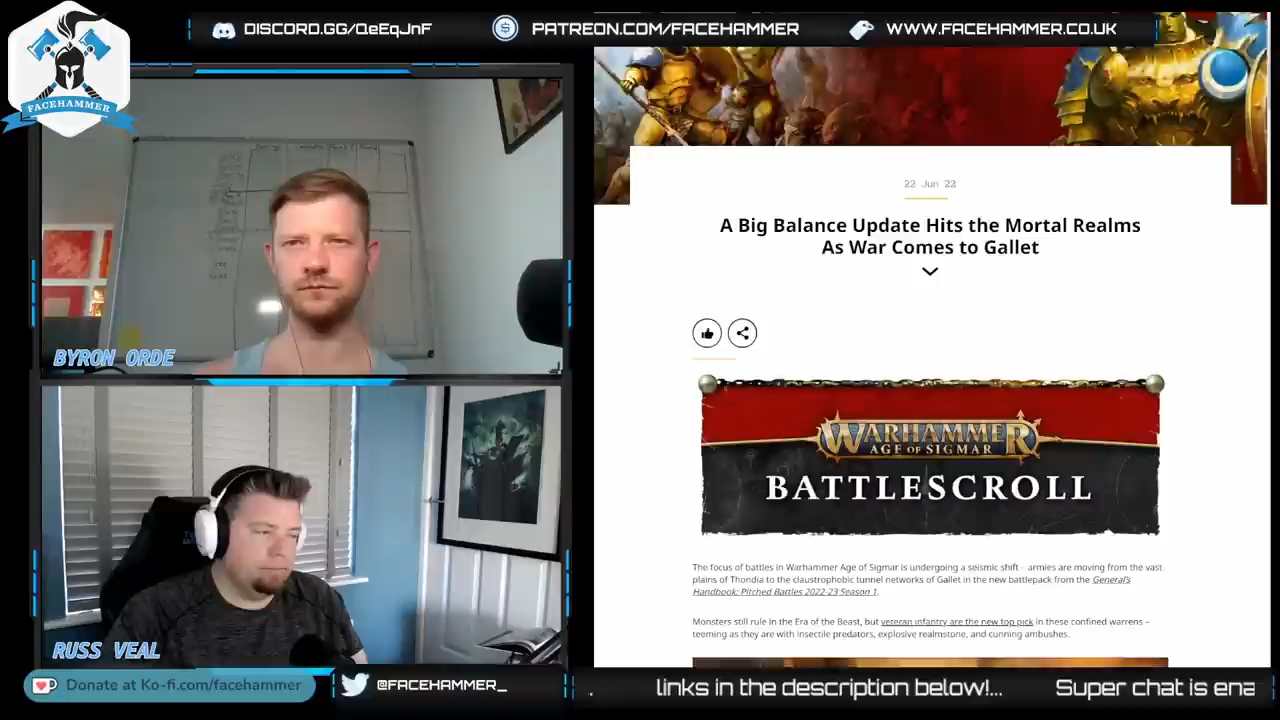 DISCORD.GG/QeEqJnF
PATREON.COM/FACEHAMMER
WWW.FACEHAMMER.CO.UK
FACEHAMMER
BYRON ORDE
RUSS VEAL
22 Jun 22
A Big Balance Update Hits the Mortal Realms
As War Comes to Gallet
WARHAMMER
AGE OF SIGMAR
BATTLESCROLL
The focus of battles in Warhammer Age of Sigmar is undergoing a seismic shift – armies are moving from the vast
plains of Thondia to the claustrophobic tunnel networks of Gallet in the new battlepack from the General's
Handbook: Pitched Battles 2022-23 Season 1.
Monsters still rule in the Era of the Beast, but veteran infantry are the new top pick in these confined warrens –
teeming as they are with insectile predators, explosive realmstone, and cunning ambushes.
Donate at Ko-fi.com/facehammer
@FACEHAMMER_
. links in the description below!... Super chat is ena